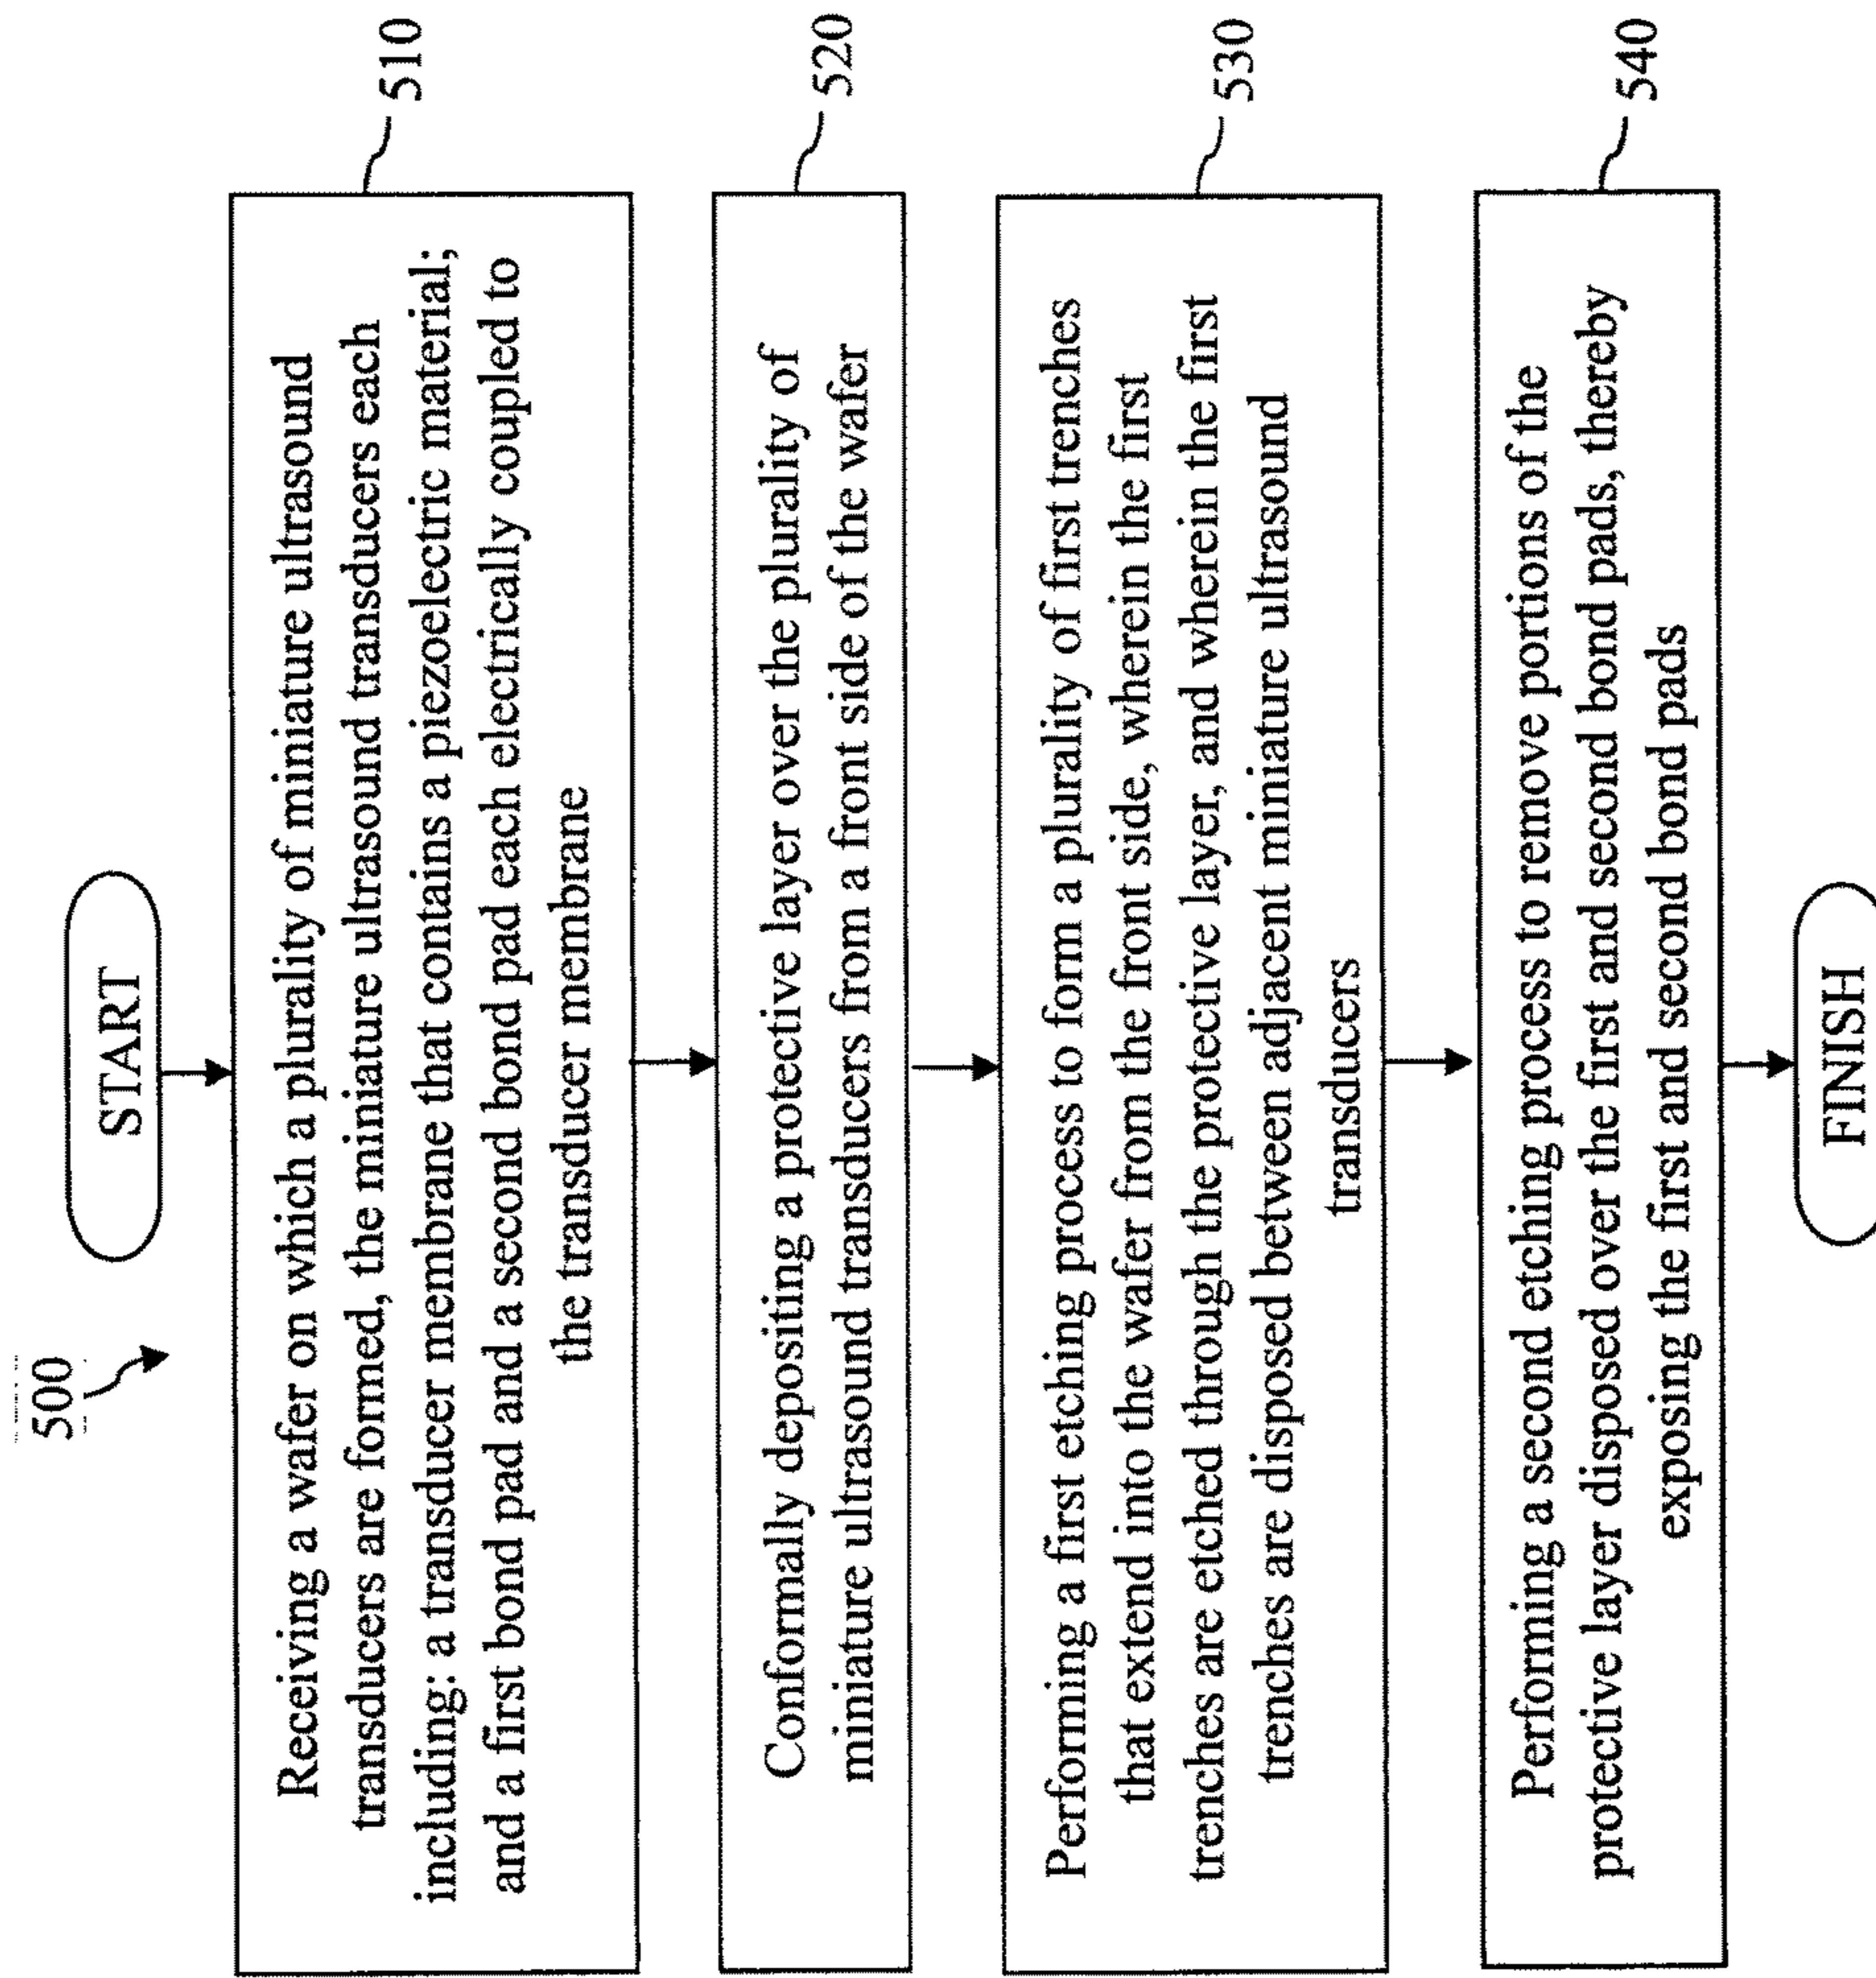 500
START
Receiving a wafer on which a plurality of miniature ultrasound
transducers are formed, the miniature ultrasound transducers each
including: a transducer membrane that contains a piezoelectric material;
and a first bond pad and a second bond pad each electrically coupled to
the transducer membrane
510
Conformally depositing a protective layer over the plurality of
miniature ultrasound transducers from a front side of the wafer
520
Performing a first etching process to form a plurality of first trenches
that extend into the wafer from the front side, wherein the first
trenches are etched through the protective layer, and wherein the first
trenches are disposed between adjacent miniature ultrasound
transducers
530
Performing a second etching process to remove portions of the
protective layer disposed over the first and second bond pads, thereby
exposing the first and second bond pads
540
FINISH